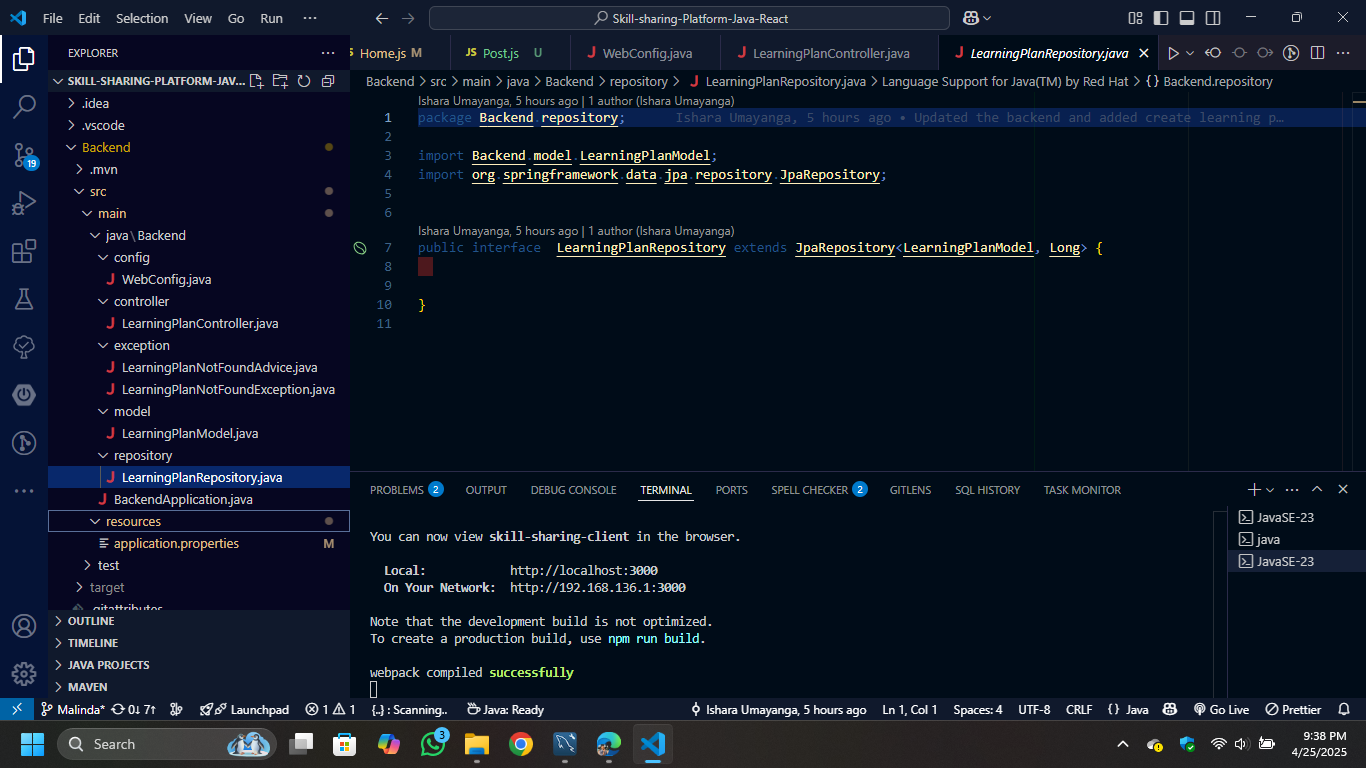 File Edit Selection View Go Run ···
Skill-sharing-Platform-Java-React
EXPLORER
SKILL-SHARING-PLATFORM-JAV...
.idea
.vscode
Backend
.mvn
src
main
java\Backend
config
WebConfig.java
controller
LearningPlanController.java
exception
LearningPlanNotFoundAdvice.java
LearningPlanNotFoundException.java
model
LearningPlanModel.java
repository
LearningPlanRepository.java
BackendApplication.java
resources
application.properties M
test
target
.gitattributes
OUTLINE
TIMELINE
JAVA PROJECTS
MAVEN
19
JS Home.js M JS Post.js U J WebConfig.java J LearningPlanController.java J LearningPlanRepository.java
Backend > src > main > java > Backend > repository > J LearningPlanRepository.java > Language Support for Java(TM) by Red Hat > {} Backend.repository
Ishara Umayanga, 5 hours ago | 1 author (Ishara Umayanga)
1 package Backend.repository; Ishara Umayanga, 5 hours ago • Updated the backend and added create learning p…
2
3 import Backend.model.LearningPlanModel;
4 import org.springframework.data.jpa.repository.JpaRepository;
5
6
Ishara Umayanga, 5 hours ago | 1 author (Ishara Umayanga)
7 public interface  LearningPlanRepository extends JpaRepository<LearningPlanModel, Long> {
8
9
10 }
11
PROBLEMS 2 OUTPUT DEBUG CONSOLE TERMINAL PORTS SPELL CHECKER 2 GITLENS SQL HISTORY TASK MONITOR
You can now view skill-sharing-client in the browser.
Local: http://localhost:3000
On Your Network: http://192.168.136.1:3000
Note that the development build is not optimized.
To create a production build, use npm run build.
webpack compiled successfully
JavaSE-23
java
JavaSE-23
Malinda* 0↓ 7↑ Launchpad 1 1 {..} : Scanning.. Java: Ready Ishara Umayanga, 5 hours ago Ln 1, Col 1 Spaces: 4 UTF-8 CRLF {} Java Go Live Prettier
Search
3
9:38 PM
4/25/2025